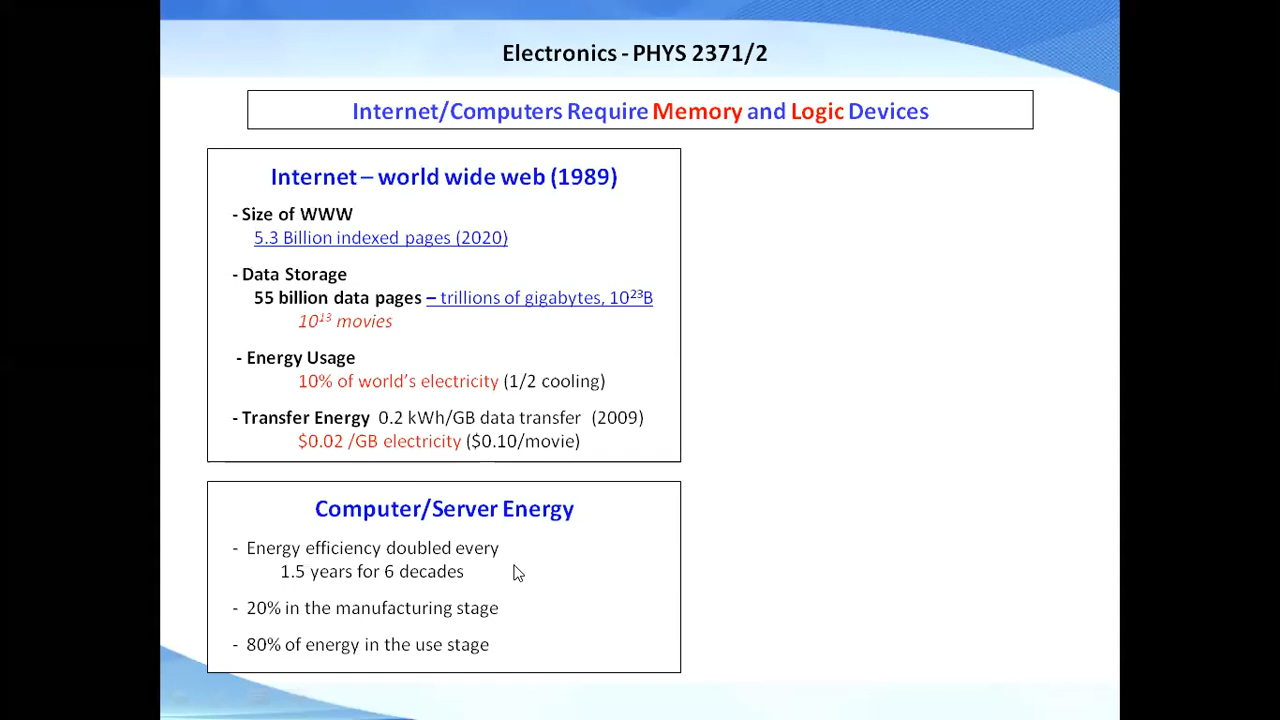 Electronics - PHYS 2371/2
Internet/Computers Require Memory and Logic Devices
Internet – world wide web (1989)
- Size of WWW
5.3 Billion indexed pages (2020)
- Data Storage
55 billion data pages – trillions of gigabytes, 10²³B
10¹³ movies
- Energy Usage
10% of world's electricity (1/2 cooling)
- Transfer Energy 0.2 kWh/GB data transfer (2009)
$0.02 /GB electricity ($0.10/movie)
Computer/Server Energy
- Energy efficiency doubled every
1.5 years for 6 decades
- 20% in the manufacturing stage
- 80% of energy in the use stage